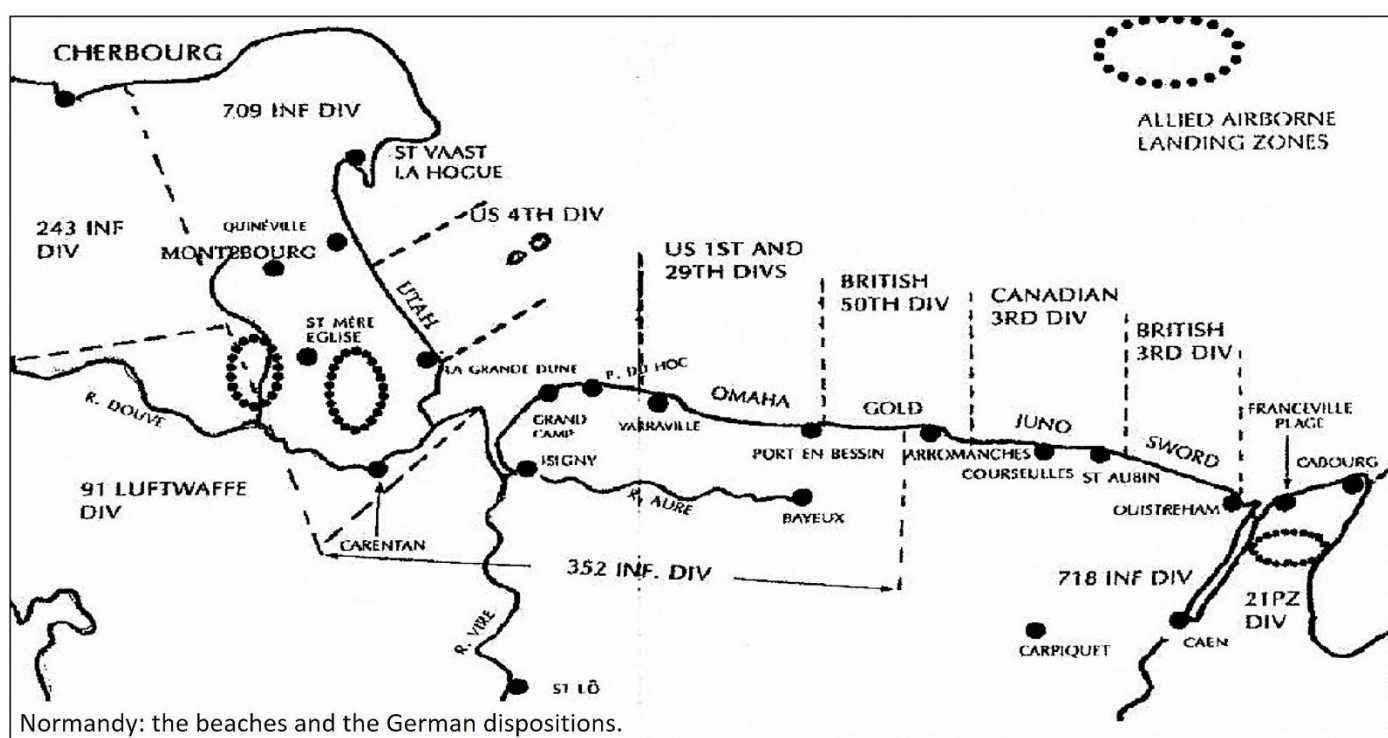 CHERBOURG
709 INF DIV
ALLIED AIRBORNE
LANDING ZONES
ST VAAST
LA HOGUE
243 INF
DIV
QUINÉVILLE
MONTEBOURG
US 4TH DIV
UTAH
US 1ST AND
29TH DIVS
BRITISH
50TH DIV
CANADIAN
3RD DIV
BRITISH
3RD DIV
ST MÈRE
EGLISE
LA GRANDE DUNE
P. DU HOC
R. DOUVE
GRAND
CAMP
VARRAVILLE
OMAHA
GOLD
JUNO
SWORD
FRANCEVILLE
PLAGE
CABOURG
PORT EN BESSIN
ARROMANCHES
COURSEULLES
ST AUBIN
OUISTREHAM
ISIGNY
R. AURE
BAYEUX
91 LUFTWAFFE
DIV
CARENTAN
352 INF. DIV
718 INF DIV
21PZ
DIV
R. VIRE
CARPIQUET
CAEN
ST LÔ
Normandy: the beaches and the German dispositions.